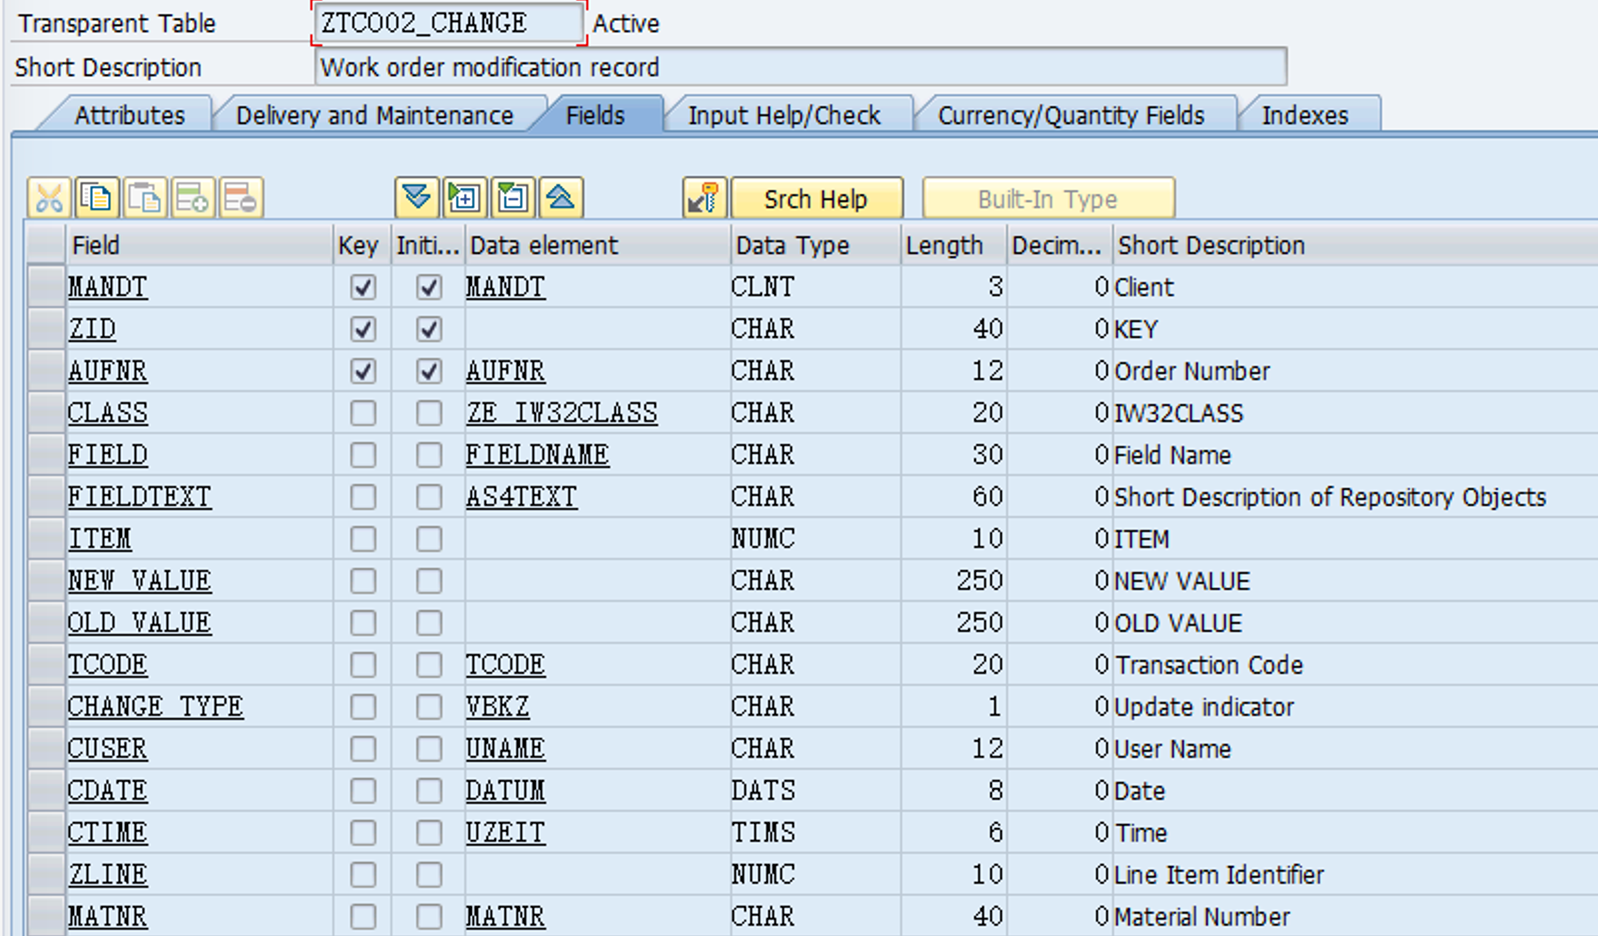 Transparent Table ZTCO02_CHANGE Active
Short Description Work order modification record
Attributes Delivery and Maintenance Fields Input Help/Check Currency/Quantity Fields Indexes
Srch Help Built-In Type
Field Key Initi... Data element Data Type Length Decim... Short Description
MANDT MANDT CLNT 3 0 Client
ZID CHAR 40 0 KEY
AUFNR AUFNR CHAR 12 0 Order Number
CLASS ZE_IW32CLASS CHAR 20 0 IW32CLASS
FIELD FIELDNAME CHAR 30 0 Field Name
FIELDTEXT AS4TEXT CHAR 60 0 Short Description of Repository Objects
ITEM NUMC 10 0 ITEM
NEW_VALUE CHAR 250 0 NEW VALUE
OLD_VALUE CHAR 250 0 OLD VALUE
TCODE TCODE CHAR 20 0 Transaction Code
CHANGE_TYPE VBKZ CHAR 1 0 Update indicator
CUSER UNAME CHAR 12 0 User Name
CDATE DATUM DATS 8 0 Date
CTIME UZEIT TIMS 6 0 Time
ZLINE NUMC 10 0 Line Item Identifier
MATNR MATNR CHAR 40 0 Material Number